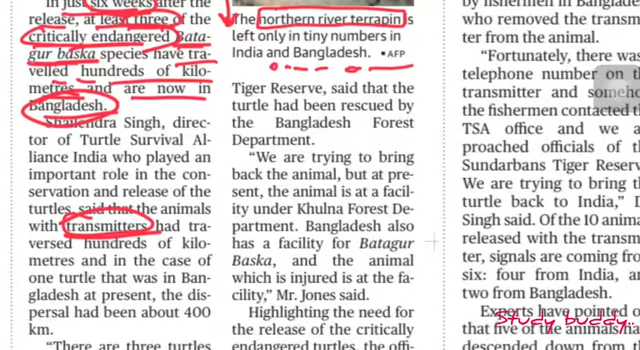 In just six weeks after the
release, at least three of the
critically endangered Bata-
gur baska species have tra-
velled hundreds of kilo-
metres and are now in
Bangladesh.
Shailendra Singh, direc-
tor of Turtle Survival Al-
liance India who played an
important role in the con-
servation and release of the
turtles, said that the animals
with transmitters had tra-
versed hundreds of kilo-
metres and in the case of
one turtle that was in Ban-
gladesh at present, the dis-
persal had been about 400
km.
"There are three turtles
The northern river terrapin is
left only in tiny numbers in
India and Bangladesh. ▪ AFP
Tiger Reserve, said that the
turtle had been rescued by
the Bangladesh Forest
Department.
"We are trying to bring
back the animal, but at pre-
sent, the animal is at a facil-
ity under Khulna Forest De-
partment. Bangladesh also
has a facility for Batagur
Baska, and the animal
which is injured is at the fa-
cility," Mr. Jones said.
Highlighting the need for
the release of the critically
endangered turtles, the offi-
by fishermen in Banglade
who removed the transm
ter from the animal.
"Fortunately, there was
telephone number on t
transmitter and someho
the fishermen contacted t
TSA office and we a
proached officials of t
Sundarbans Tiger Reserv
We are trying to bring t
turtle back to India," D
Singh said. Of the 10 anima
released with the transm
ter, signals are coming fro
six: four from India, a
two from Bangladesh.
Experts have pointed o
that five of the animals ha
descended down from t
Study buddy..